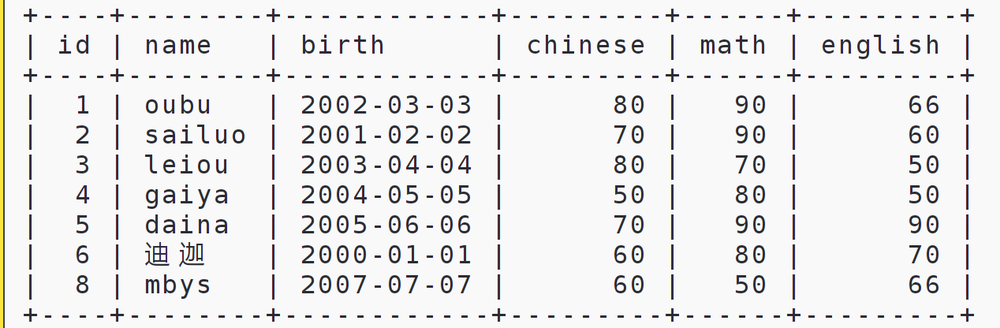 +----+---------+------------+---------+------+---------+
| id | name    | birth      | chinese | math | english |
+----+---------+------------+---------+------+---------+
|  1 | oubu    | 2002-03-03 |      80 |   90 |      66 |
|  2 | sailuo  | 2001-02-02 |      70 |   90 |      60 |
|  3 | leiou   | 2003-04-04 |      80 |   70 |      50 |
|  4 | gaiya   | 2004-05-05 |      50 |   80 |      50 |
|  5 | daina   | 2005-06-06 |      70 |   90 |      90 |
|  6 | 迪迦    | 2000-01-01 |      60 |   80 |      70 |
|  8 | mbys    | 2007-07-07 |      60 |   50 |      66 |
+----+---------+------------+---------+------+---------+